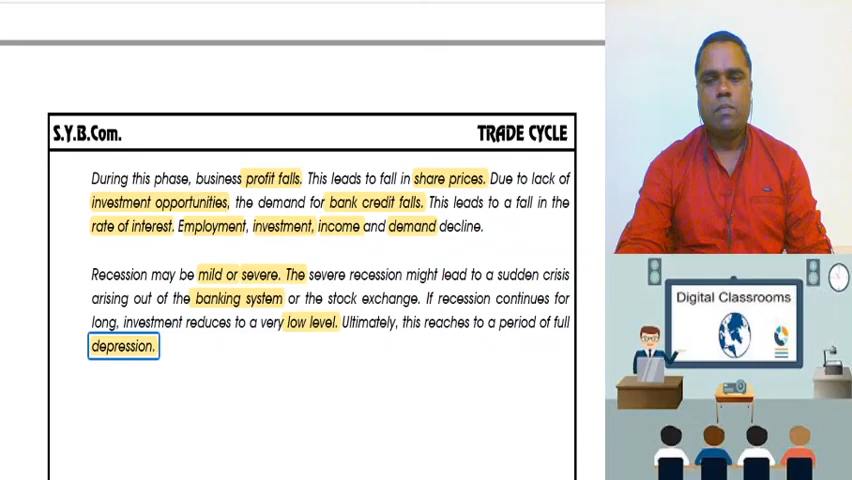 S.Y.B.Com. TRADE CYCLE
During this phase, business profit falls. This leads to fall in share prices. Due to lack of
investment opportunities, the demand for bank credit falls. This leads to a fall in the
rate of interest. Employment, investment, income and demand decline.
Recession may be mild or severe. The severe recession might lead to a sudden crisis
arising out of the banking system or the stock exchange. If recession continues for
long, investment reduces to a very low level. Ultimately, this reaches to a period of full
depression.
Digital Classrooms